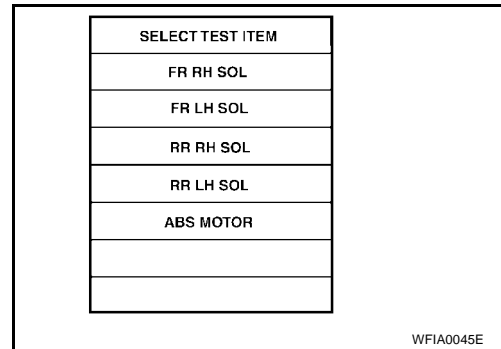 SELECT TEST ITEM
FR RH SOL
FR LH SOL
RR RH SOL
RR LH SOL
ABS MOTOR
WFIA0045E